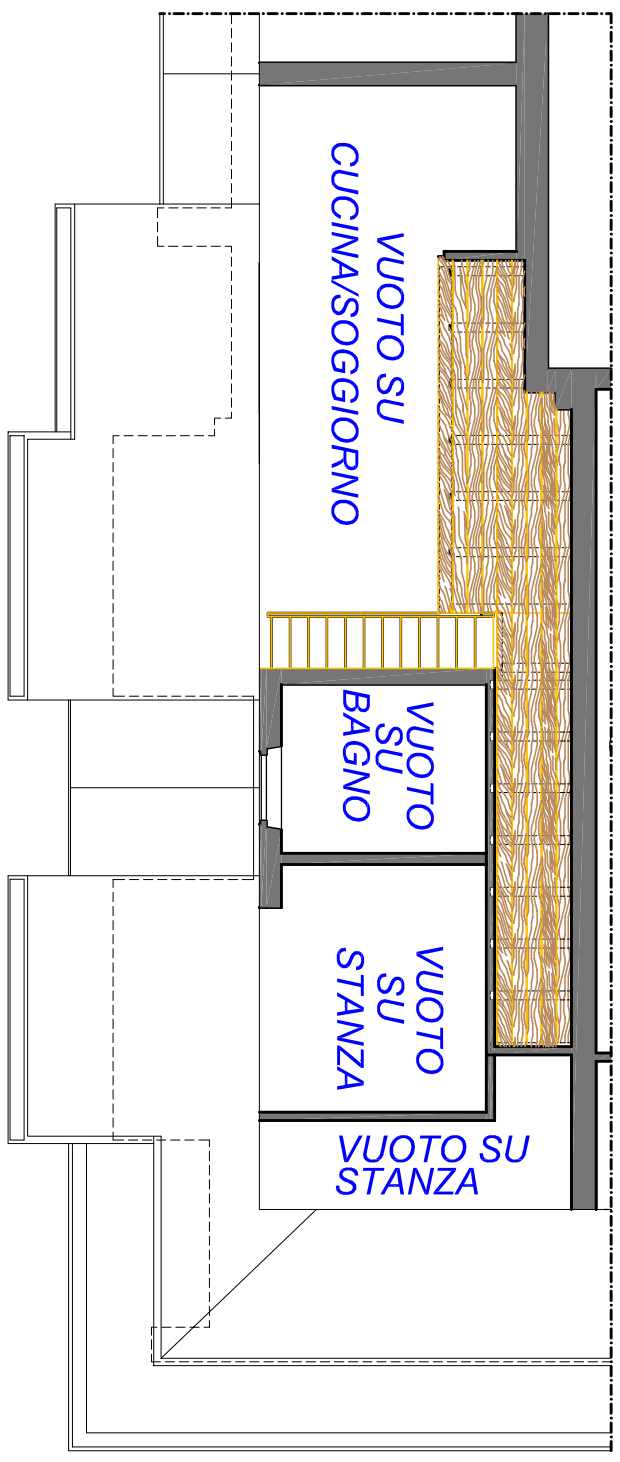 VUOTO SU
CUCINA/SOGGIORNO
VUOTO
SU
BAGNO
VUOTO
SU
STANZA
VUOTO SU
STANZA